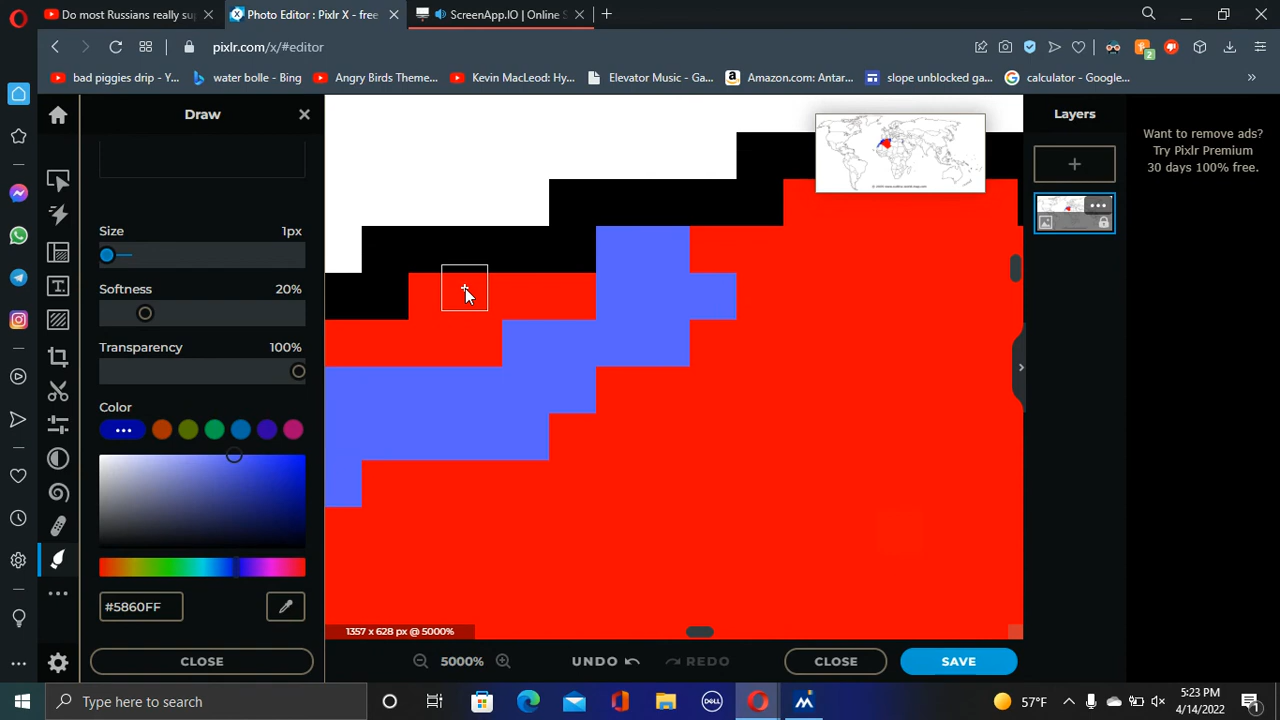 Do most Russians really su
Photo Editor : Pixlr X - free
ScreenApp.IO | Online S
pixlr.com/x/#editor
bad piggies drip - Y...
water bolle - Bing
Angry Birds Theme...
Kevin MacLeod: Hy...
Elevator Music - Ga...
Amazon.com: Antar...
slope unblocked ga...
calculator - Google...
2
Draw
Layers
Want to remove ads?
Try Pixlr Premium
30 days 100% free.
Size
1px
Softness
20%
Transparency
100%
Color
#5860FF
CLOSE
1357 x 628 px @ 5000%
5000%
UNDO
REDO
CLOSE
SAVE
Type here to search
DELL
57°F
5:23 PM
4/14/2022
1